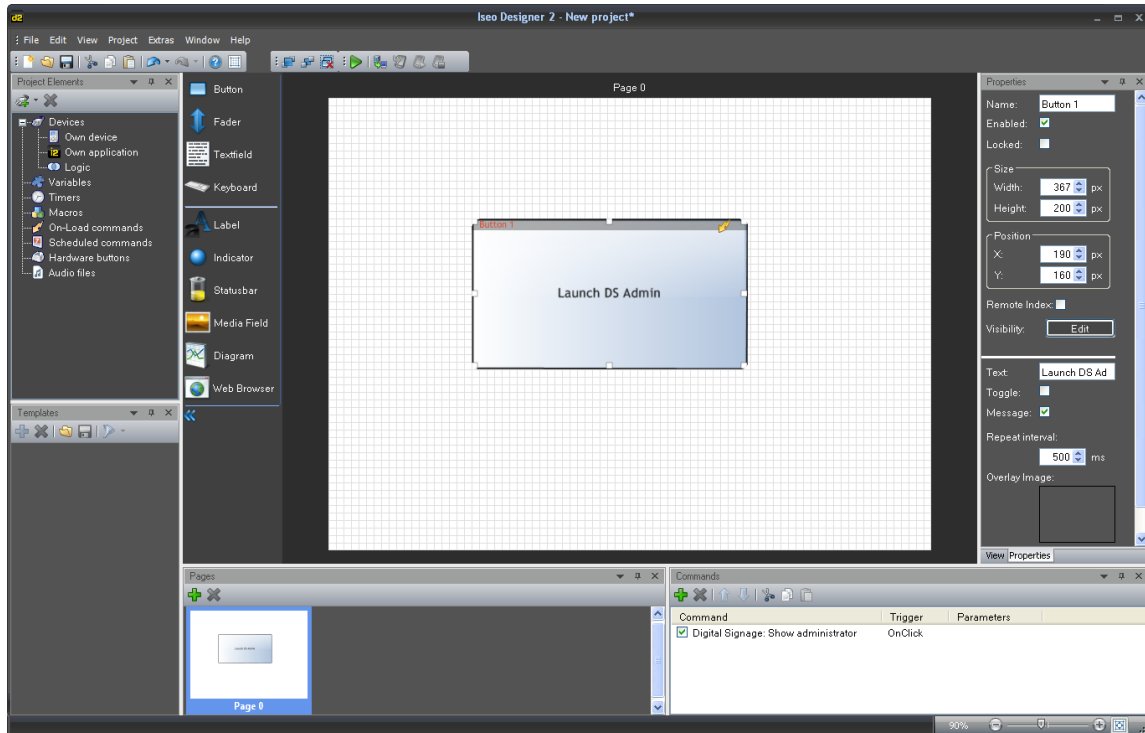 d2 Iseo Designer 2 - New project*
File Edit View Project Extras Window Help
Project Elements
Devices
Own device
i2 Own application
Logic
Variables
Timers
Macros
On-Load commands
Scheduled commands
Hardware buttons
Audio files
Templates
Button
Fader
Textfield
Keyboard
Label
Indicator
Statusbar
Media Field
Diagram
Web Browser
Page 0
Button 1
Launch DS Admin
Properties
Name: Button 1
Enabled:
Locked:
Size
Width: 367 px
Height: 200 px
Position
X: 190 px
Y: 160 px
Remote Index:
Visibility: Edit
Text: Launch DS Ad
Toggle:
Message:
Repeat interval:
500 ms
Overlay Image:
View Properties
Pages
Launch DS Admin
Page 0
Commands
Command Trigger Parameters
Digital Signage: Show administrator OnClick
90%